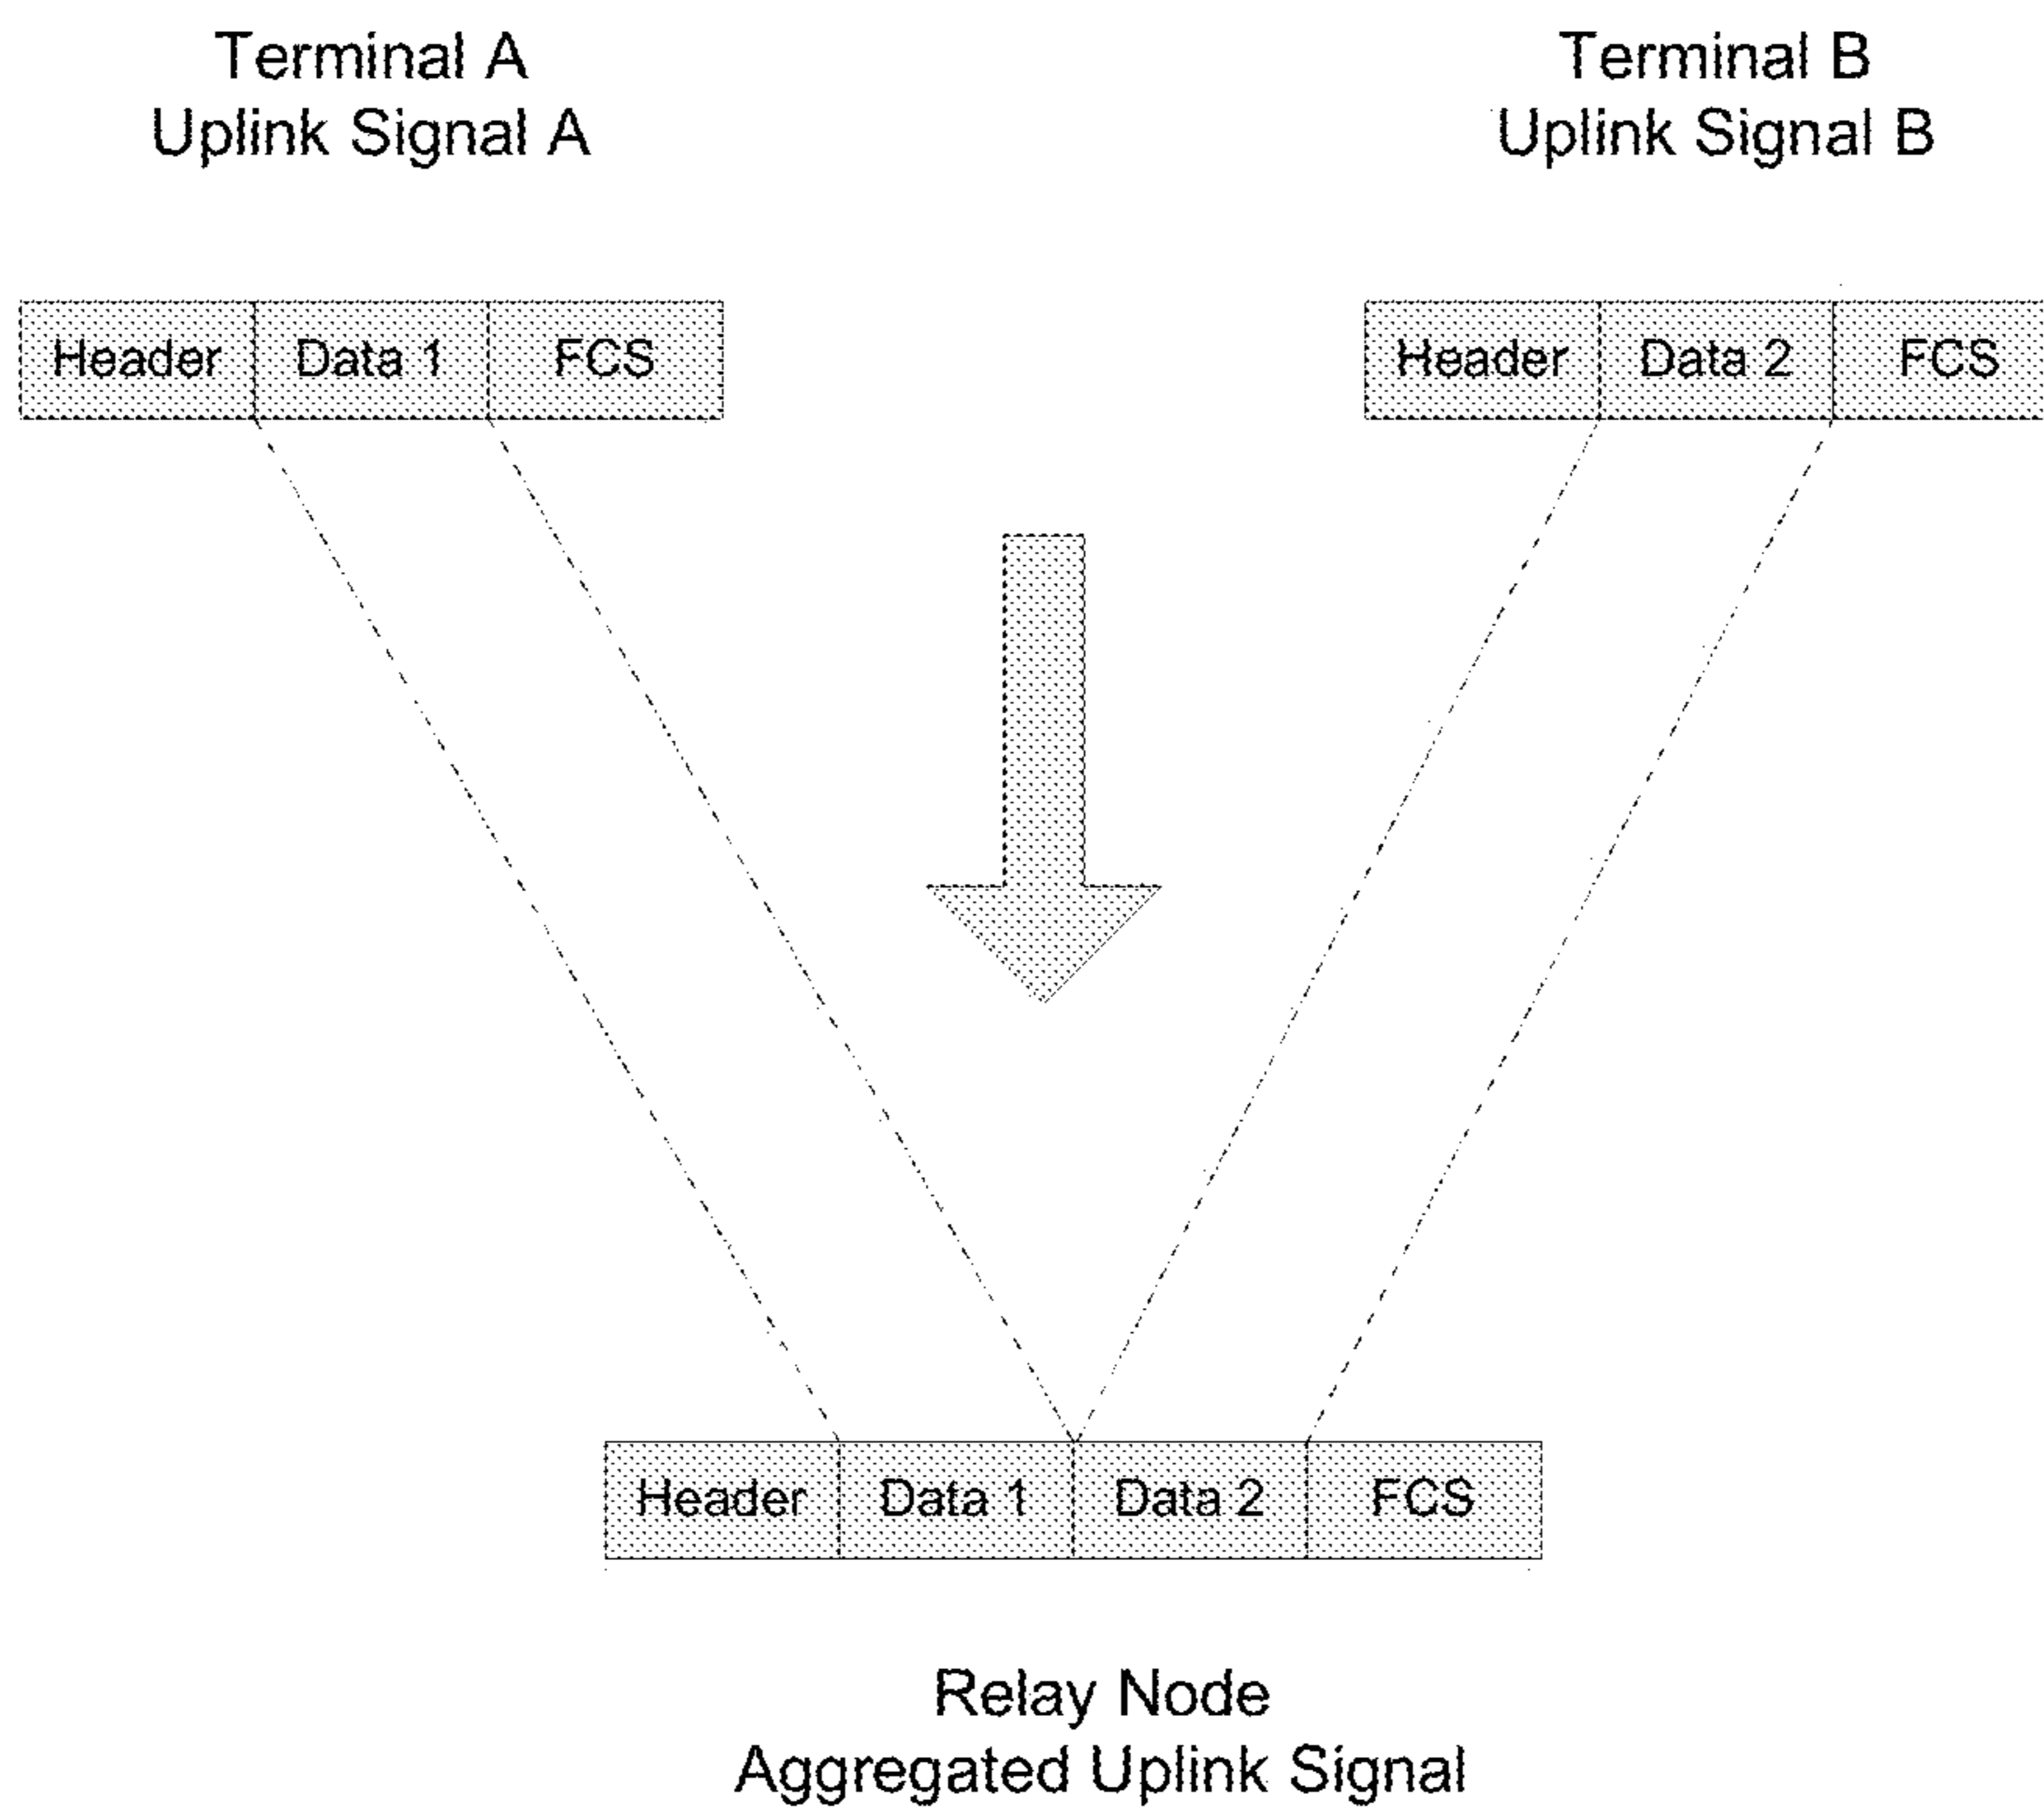 Terminal A
Uplink Signal A
Terminal B
Uplink Signal B
Header Data 1 FCS
Header Data 2 FCS
Header Data 1 Data 2 FCS
Relay Node
Aggregated Uplink Signal